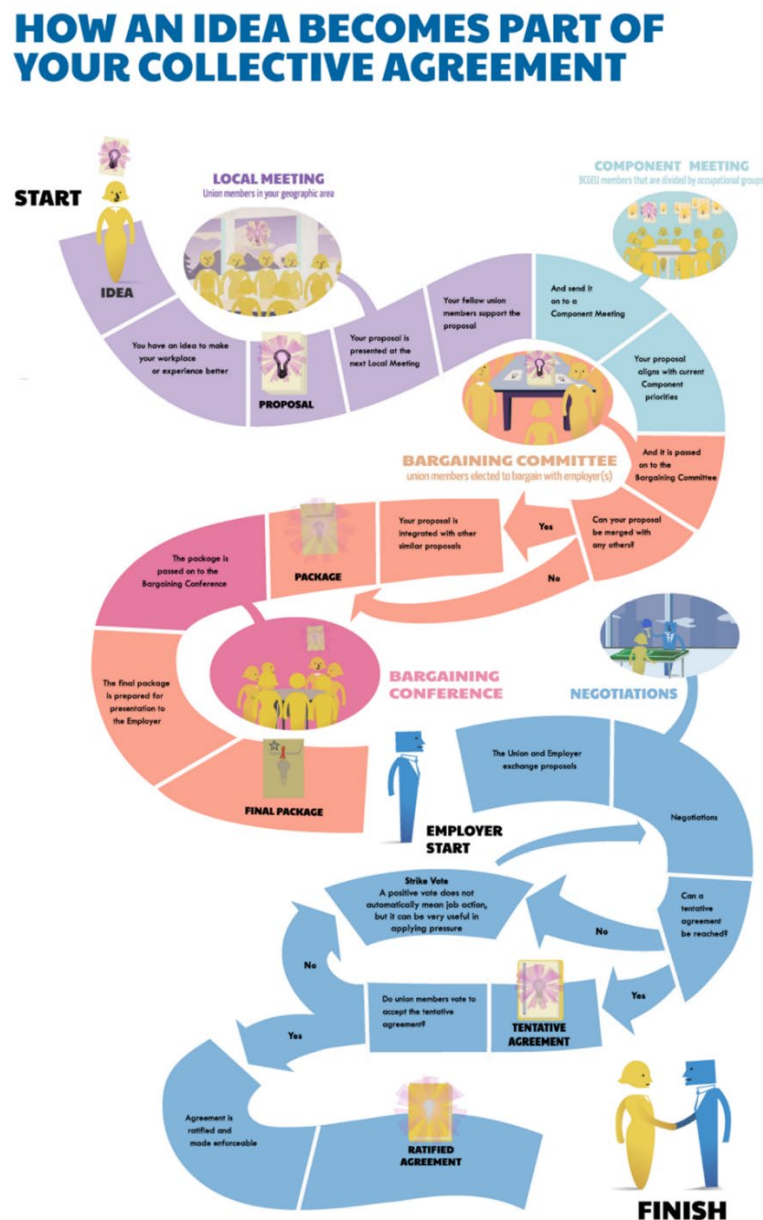 HOW AN IDEA BECOMES PART OF
YOUR COLLECTIVE AGREEMENT
START
IDEA
You have an idea to make
your workplace
or experience better
PROPOSAL
LOCAL MEETING
Union members in your geographic area
Your proposal is
presented at the
next Local Meeting
Your fellow union
members support the
proposal
COMPONENT MEETING
BCGEU members that are divided by occupational groups
And send it
on to a
Component Meeting
Your proposal
aligns with current
Component
priorities
And it is passed
on to the
Bargaining Committee
BARGAINING COMMITTEE
union members elected to bargain with employer(s)
Can your proposal
be merged with
any others?
Yes
No
Your proposal is
integrated with other
similar proposals
PACKAGE
The package is
passed on to the
Bargaining Conference
BARGAINING
CONFERENCE
The final package
is prepared for
presentation to
the Employer
FINAL PACKAGE
EMPLOYER
START
The Union and Employer
exchange proposals
NEGOTIATIONS
Negotiations
Can a
tentative
agreement
be reached?
No
Strike Vote
A positive vote does not
automatically mean job action,
but it can be very useful in
applying pressure
Yes
TENTATIVE
AGREEMENT
Do union members vote to
accept the tentative
agreement?
No
Yes
Agreement is
ratified and
made enforceable
RATIFIED
AGREEMENT
FINISH